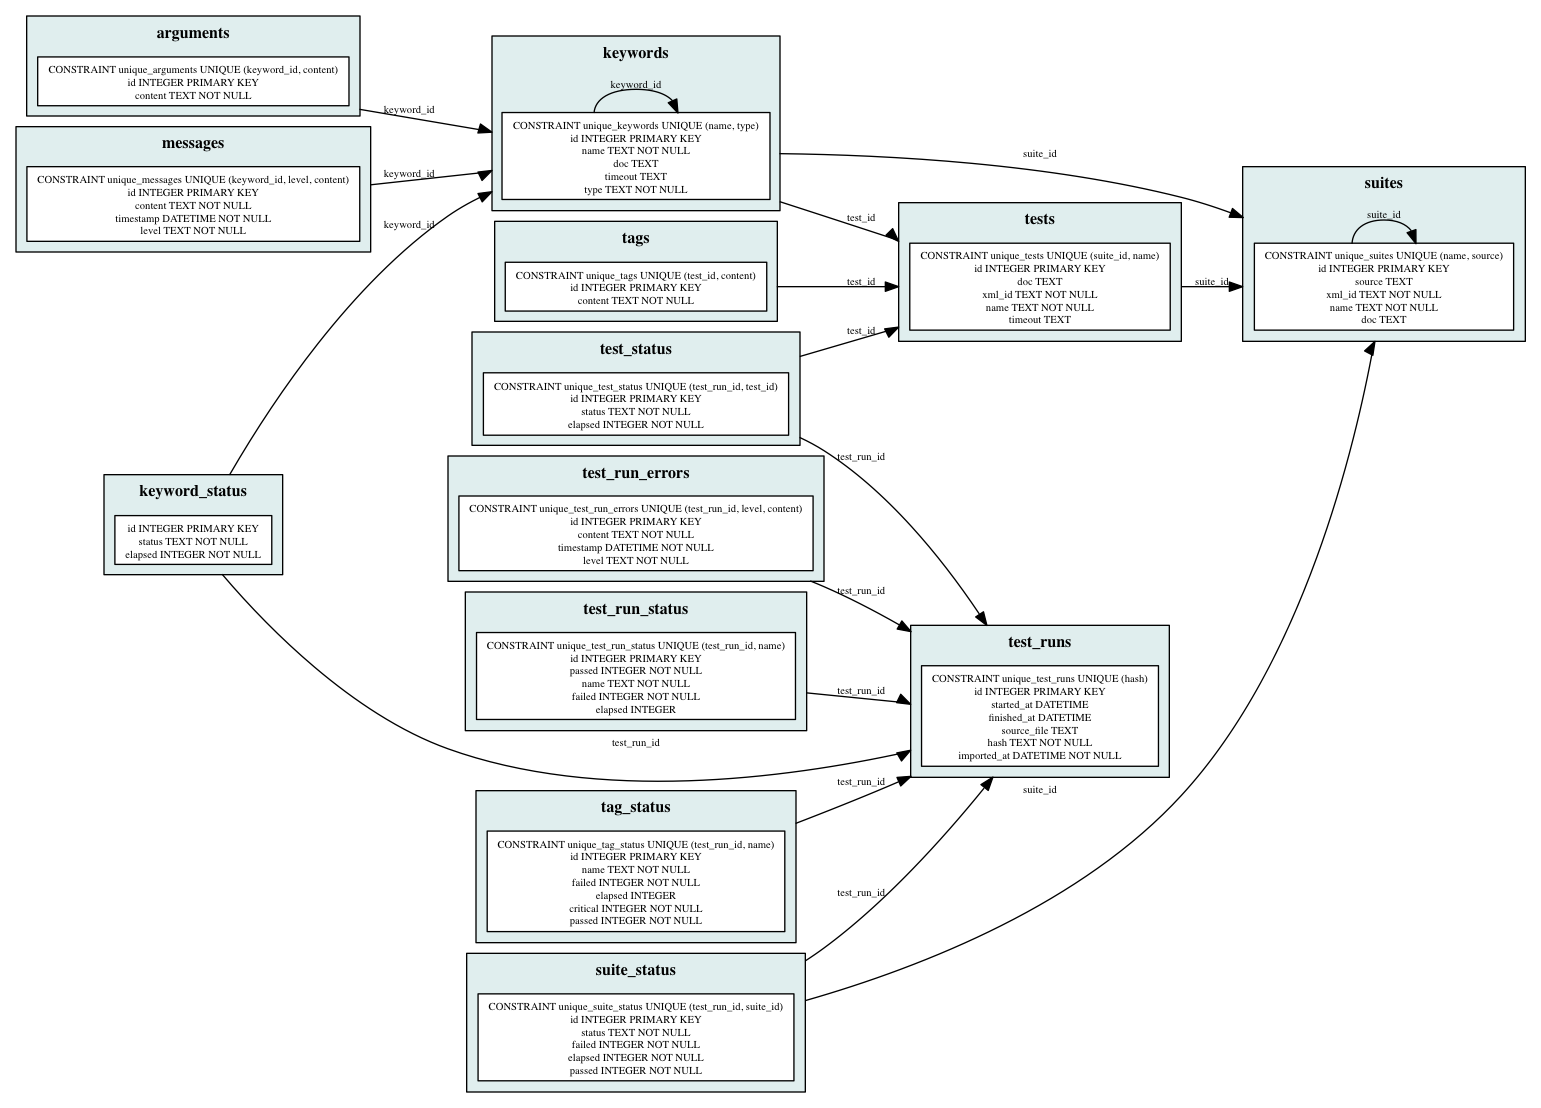 arguments
CONSTRAINT unique_arguments UNIQUE (keyword_id, content)
id INTEGER PRIMARY KEY
content TEXT NOT NULL
keyword_id
messages
CONSTRAINT unique_messages UNIQUE (keyword_id, level, content)
id INTEGER PRIMARY KEY
content TEXT NOT NULL
timestamp DATETIME NOT NULL
level TEXT NOT NULL
keyword_id
keyword_id
keywords
keyword_id
CONSTRAINT unique_keywords UNIQUE (name, type)
id INTEGER PRIMARY KEY
name TEXT NOT NULL
doc TEXT
timeout TEXT
type TEXT NOT NULL
suite_id
test_id
tags
CONSTRAINT unique_tags UNIQUE (test_id, content)
id INTEGER PRIMARY KEY
content TEXT NOT NULL
test_id
tests
CONSTRAINT unique_tests UNIQUE (suite_id, name)
id INTEGER PRIMARY KEY
doc TEXT
xml_id TEXT NOT NULL
name TEXT NOT NULL
timeout TEXT
suite_id
suites
suite_id
CONSTRAINT unique_suites UNIQUE (name, source)
id INTEGER PRIMARY KEY
source TEXT
xml_id TEXT NOT NULL
name TEXT NOT NULL
doc TEXT
test_status
CONSTRAINT unique_test_status UNIQUE (test_run_id, test_id)
id INTEGER PRIMARY KEY
status TEXT NOT NULL
elapsed INTEGER NOT NULL
test_id
test_run_id
keyword_status
id INTEGER PRIMARY KEY
status TEXT NOT NULL
elapsed INTEGER NOT NULL
test_run_id
test_run_errors
CONSTRAINT unique_test_run_errors UNIQUE (test_run_id, level, content)
id INTEGER PRIMARY KEY
content TEXT NOT NULL
timestamp DATETIME NOT NULL
level TEXT NOT NULL
test_run_id
test_run_status
CONSTRAINT unique_test_run_status UNIQUE (test_run_id, name)
id INTEGER PRIMARY KEY
passed INTEGER NOT NULL
name TEXT NOT NULL
failed INTEGER NOT NULL
elapsed INTEGER
test_run_id
test_runs
CONSTRAINT unique_test_runs UNIQUE (hash)
id INTEGER PRIMARY KEY
started_at DATETIME
finished_at DATETIME
source_file TEXT
hash TEXT NOT NULL
imported_at DATETIME NOT NULL
tag_status
CONSTRAINT unique_tag_status UNIQUE (test_run_id, name)
id INTEGER PRIMARY KEY
name TEXT NOT NULL
failed INTEGER NOT NULL
elapsed INTEGER
critical INTEGER NOT NULL
passed INTEGER NOT NULL
test_run_id
suite_status
CONSTRAINT unique_suite_status UNIQUE (test_run_id, suite_id)
id INTEGER PRIMARY KEY
status TEXT NOT NULL
failed INTEGER NOT NULL
elapsed INTEGER NOT NULL
passed INTEGER NOT NULL
test_run_id
suite_id